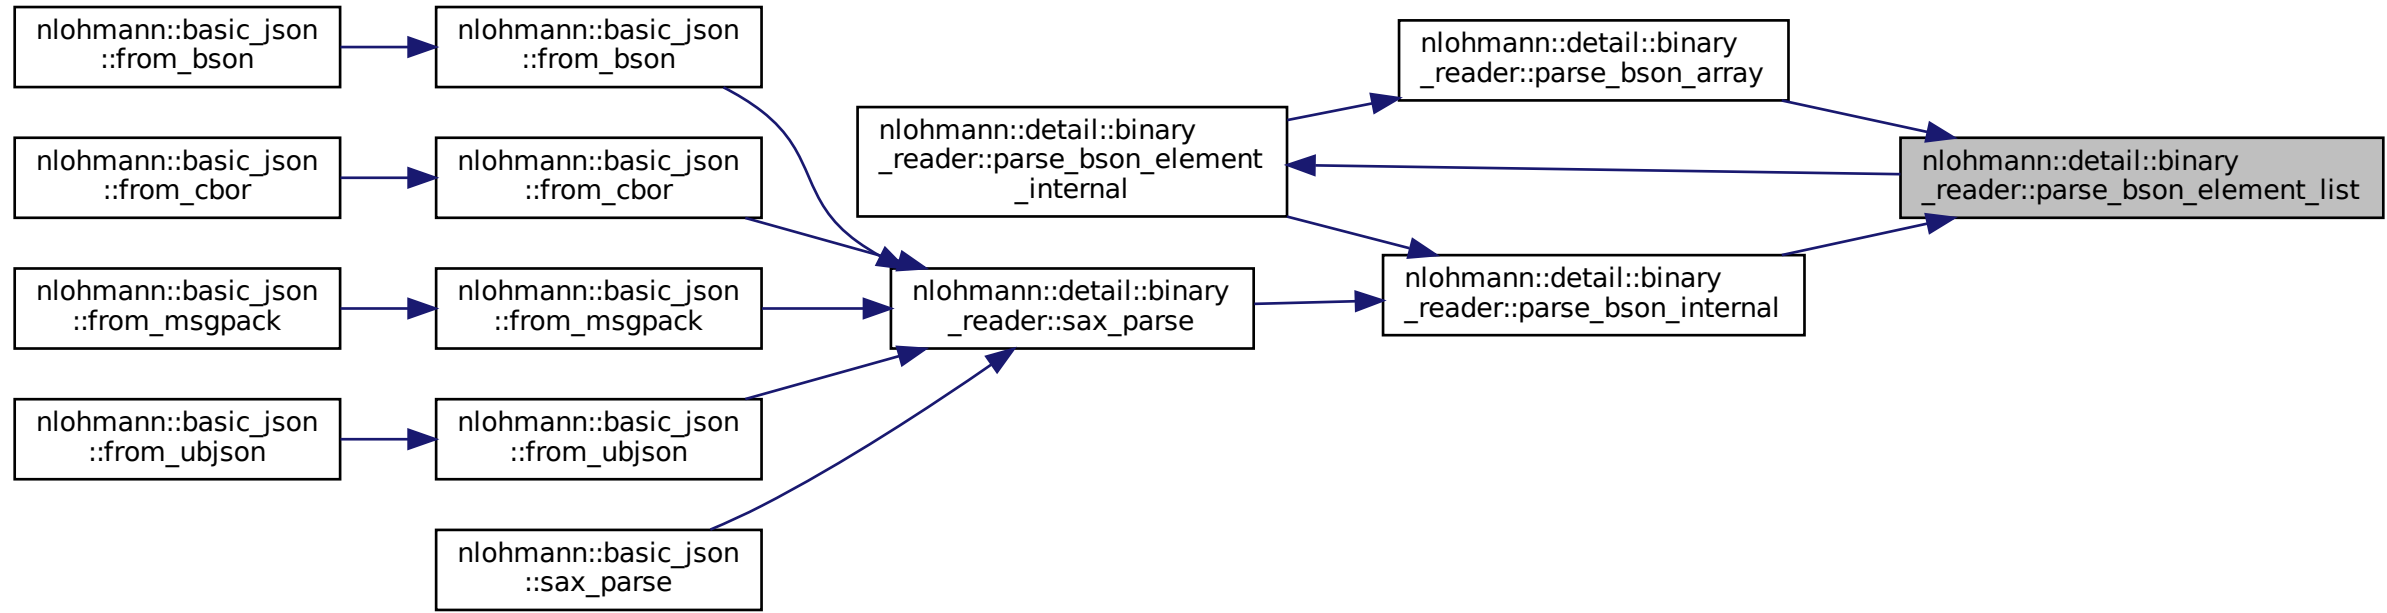 nlohmann::basic_json
::from_bson
nlohmann::basic_json
::from_bson
nlohmann::detail::binary
_reader::parse_bson_array
nlohmann::detail::binary
_reader::parse_bson_element
_internal
nlohmann::basic_json
::from_cbor
nlohmann::basic_json
::from_cbor
nlohmann::detail::binary
_reader::parse_bson_element_list
nlohmann::basic_json
::from_msgpack
nlohmann::basic_json
::from_msgpack
nlohmann::detail::binary
_reader::sax_parse
nlohmann::detail::binary
_reader::parse_bson_internal
nlohmann::basic_json
::from_ubjson
nlohmann::basic_json
::from_ubjson
nlohmann::basic_json
::sax_parse